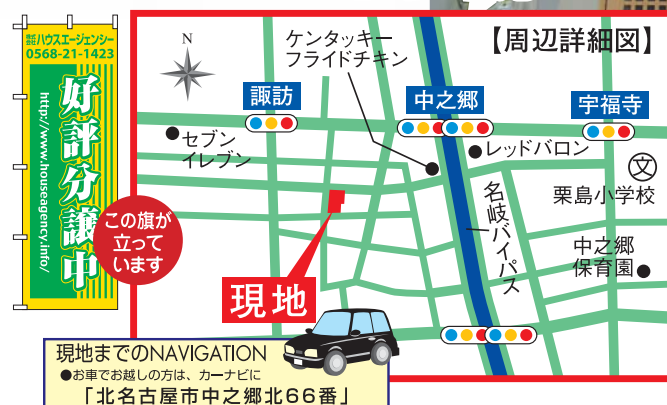 株式会社ハウスエージェンシー
0568-21-1423
好評分譲中
http://www.houseagency.info/
この旗が
立って
います
【周辺詳細図】
N
ケンタッキー
フライドチキン
諏訪
中之郷
宇福寺
セブン
イレブン
レッドバロン
文
栗島小学校
名岐バイパス
中之郷
保育園
現地
現地までのNAVIGATION
●お車でお越しの方は、カーナビに
「北名古屋市中之郷北66番」